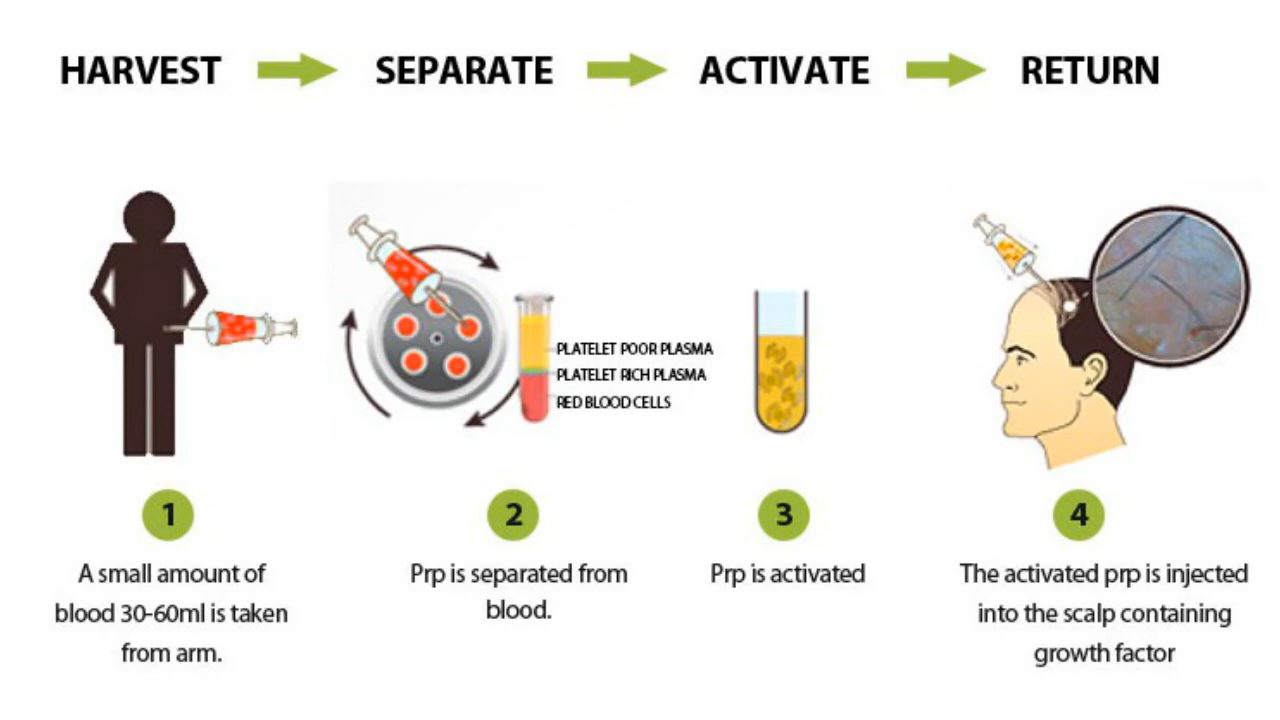 HARVEST
SEPARATE
ACTIVATE
RETURN
PLATELET POOR PLASMA
PLATELET RICH PLASMA
RED BLOOD CELLS
1
A small amount of
blood 30-60ml is taken
from arm.
2
Prp is separated from
blood.
3
Prp is activated
4
The activated prp is injected
into the scalp containing
growth factor